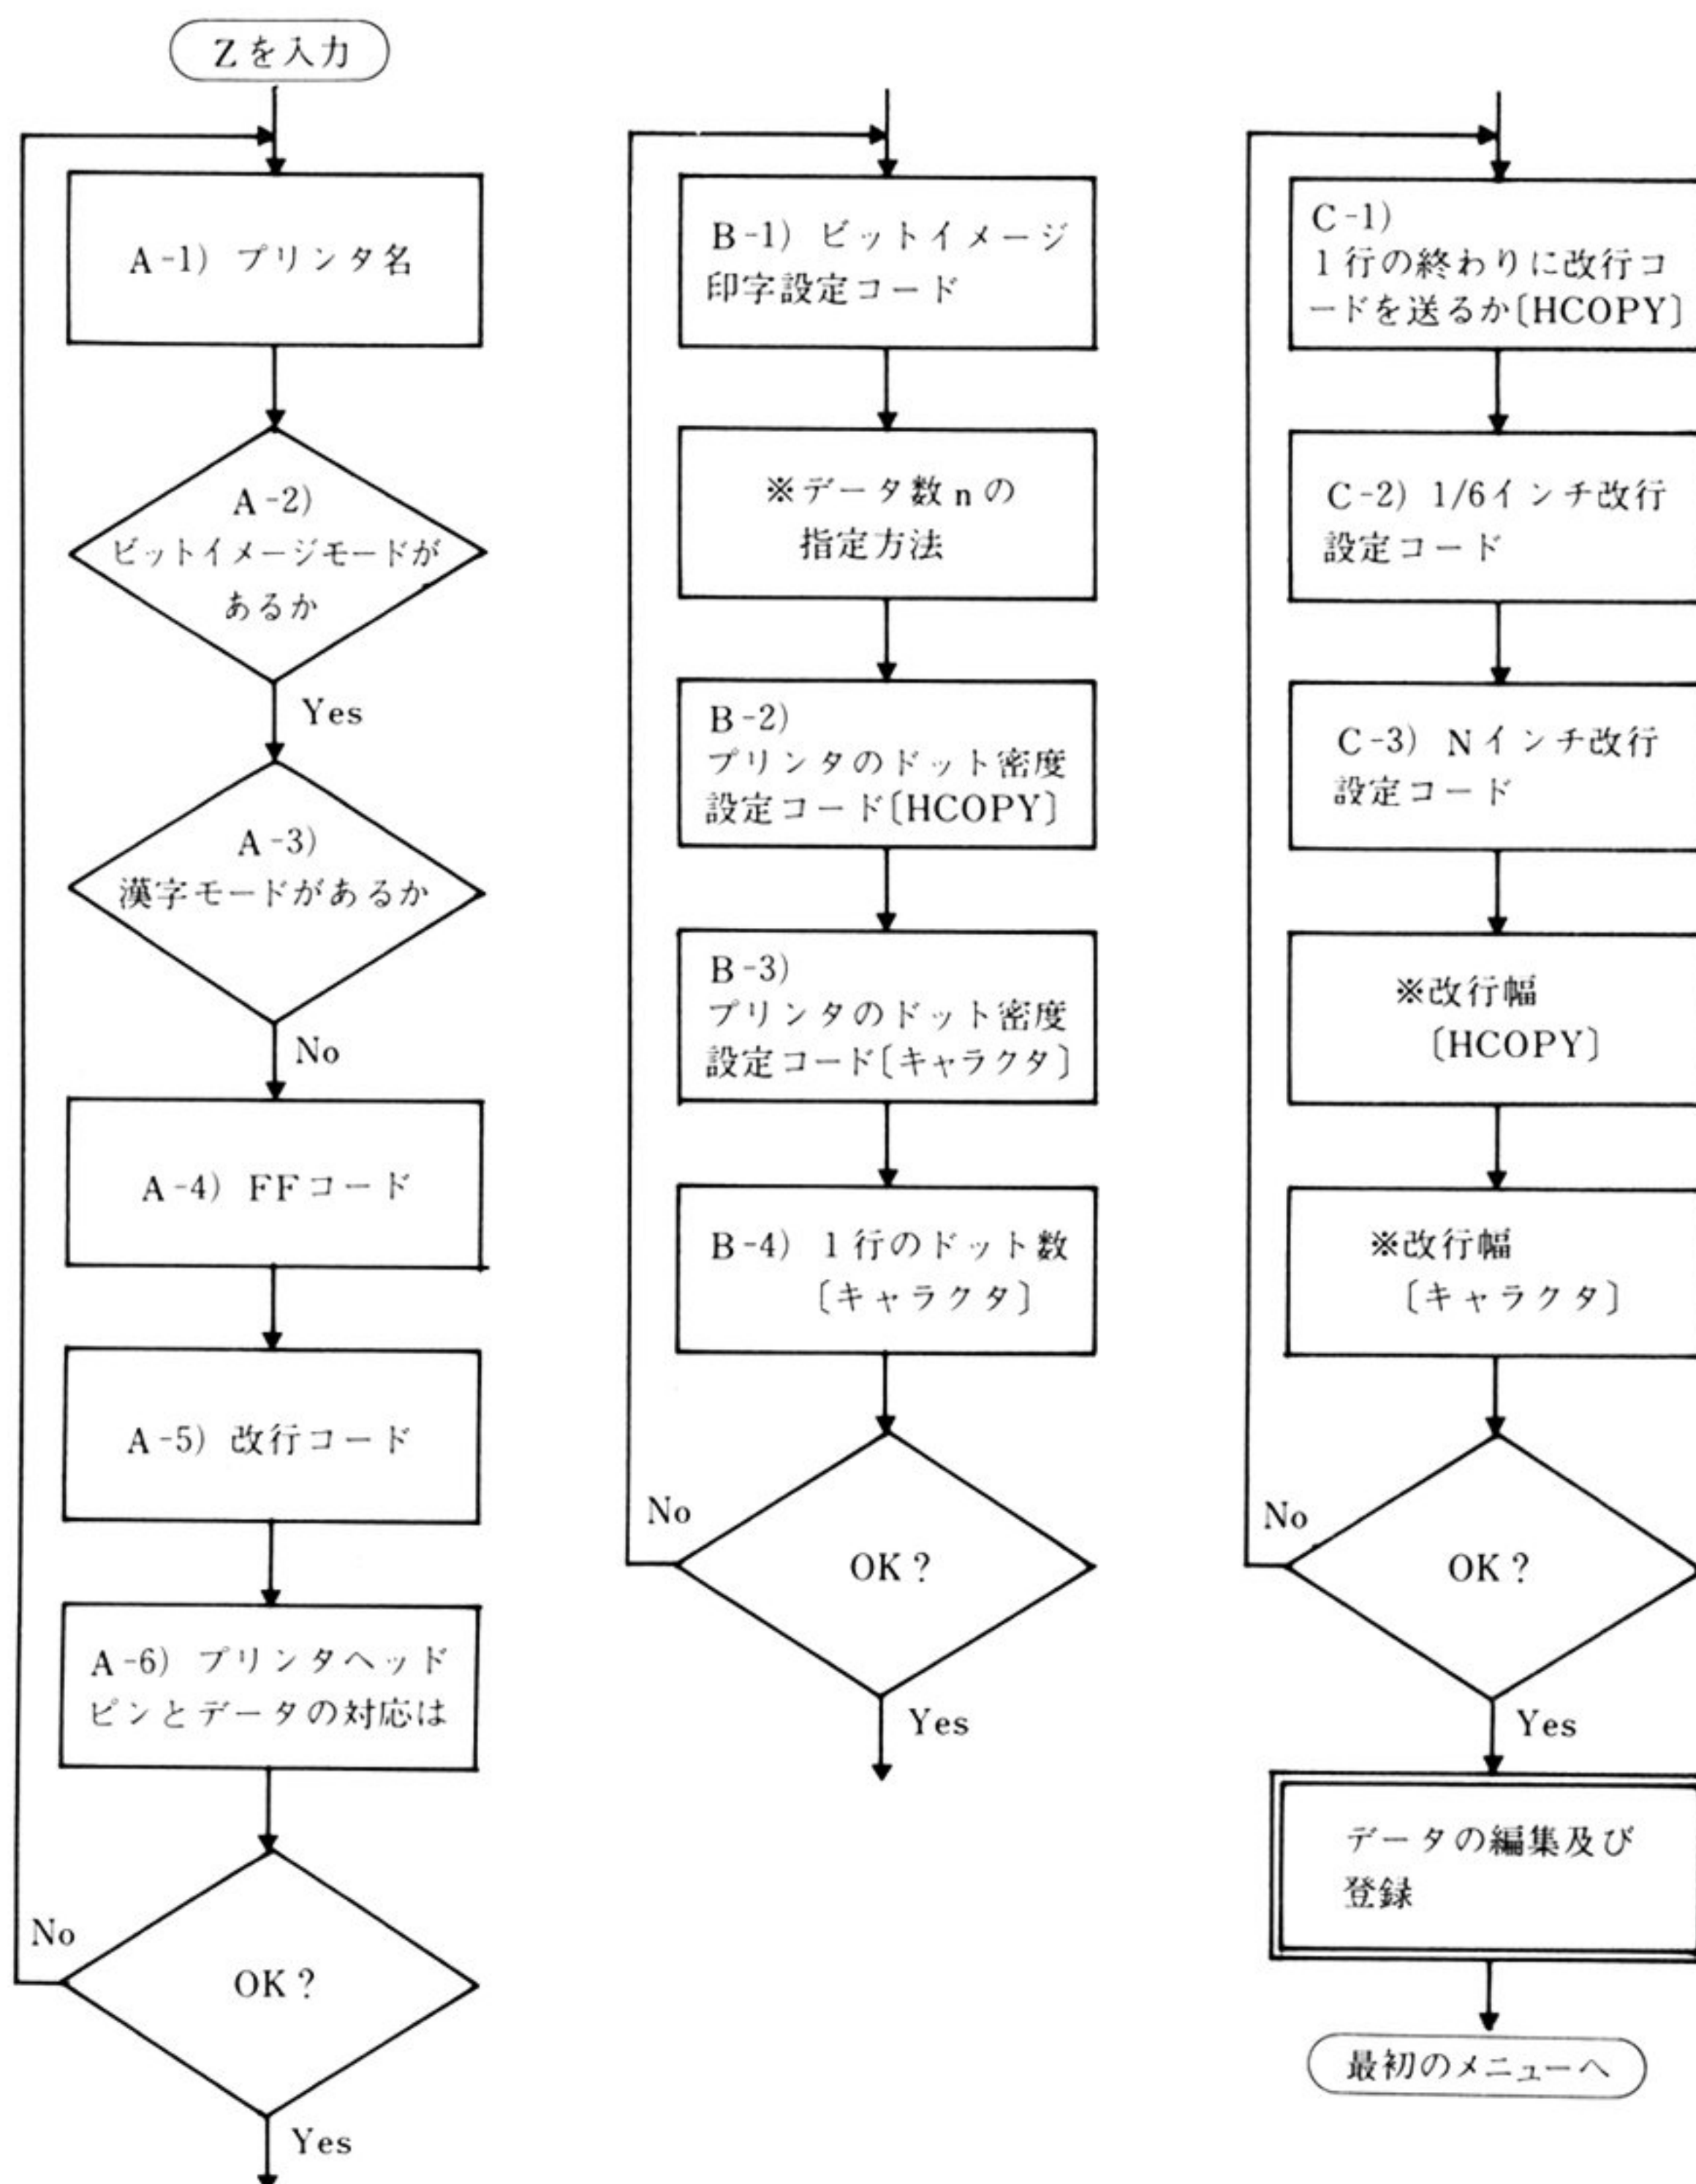 Zを入力
A-1) プリンタ名
A-2)
ビットイメージモードが
あるか
Yes
A-3)
漢字モードがあるか
No
A-4) FFコード
A-5) 改行コード
A-6) プリンタヘッド
ピンとデータの対応は
No
OK?
Yes
B-1) ビットイメージ
印字設定コード
※データ数nの
指定方法
B-2)
プリンタのドット密度
設定コード〔HCOPY〕
B-3)
プリンタのドット密度
設定コード〔キャラクタ〕
B-4) 1行のドット数
〔キャラクタ〕
No
OK?
Yes
C-1)
1行の終わりに改行コ
ードを送るか〔HCOPY〕
C-2) 1/6インチ改行
設定コード
C-3) Nインチ改行
設定コード
※改行幅
〔HCOPY〕
※改行幅
〔キャラクタ〕
No
OK?
Yes
データの編集及び
登録
最初のメニューへ